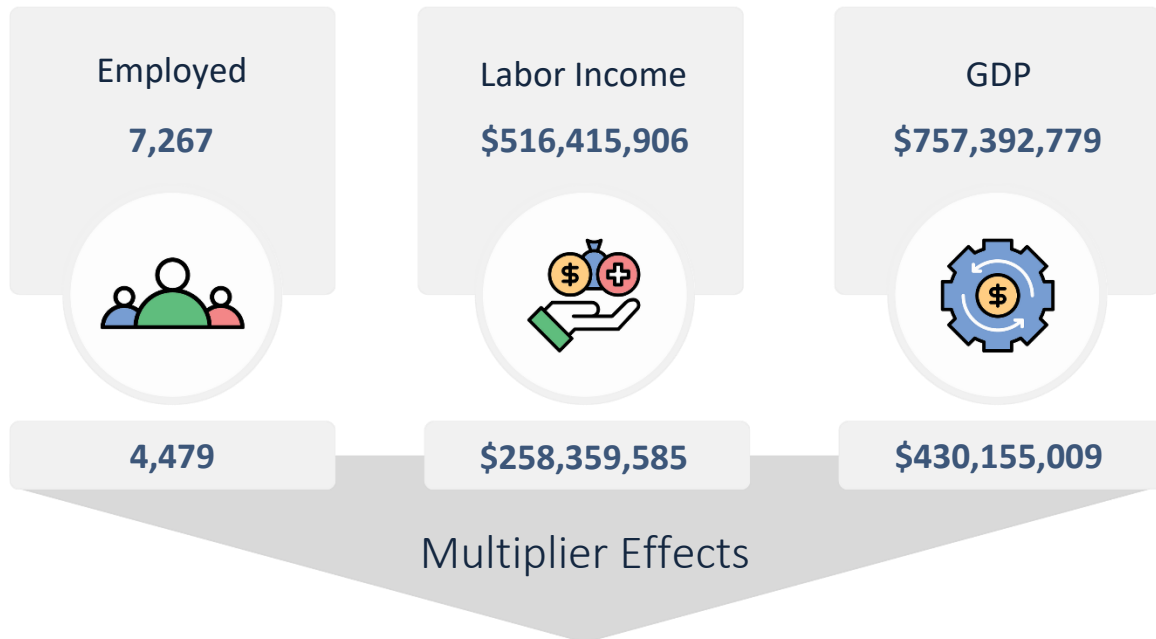 Employed
7,267
Labor Income
$516,415,906
GDP
$757,392,779
$
$
4,479
$258,359,585
$430,155,009
Multiplier Effects